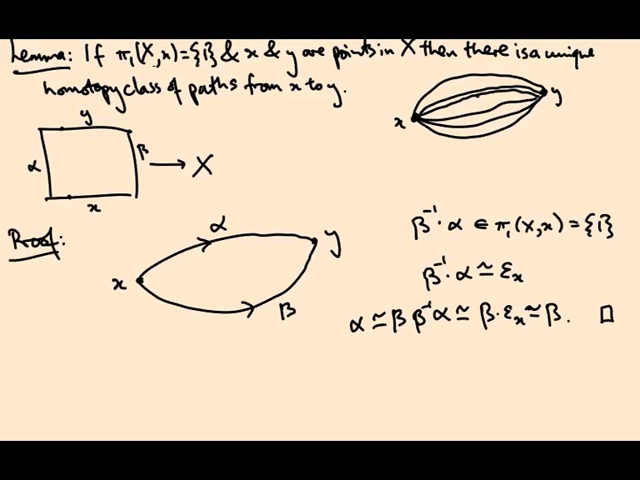 Lemma: If π₁(X,x)={1} & x & y are points in X then there is a unique
homotopy class of paths from x to y.
x
y
y
α
β
→ X
x
Proof:
α
x
y
β
β⁻¹·α ∈ π₁(X,x)={1}
β⁻¹·α ≃ εₓ
α ≃ β β⁻¹α ≃ β·εₓ ≃ β. □